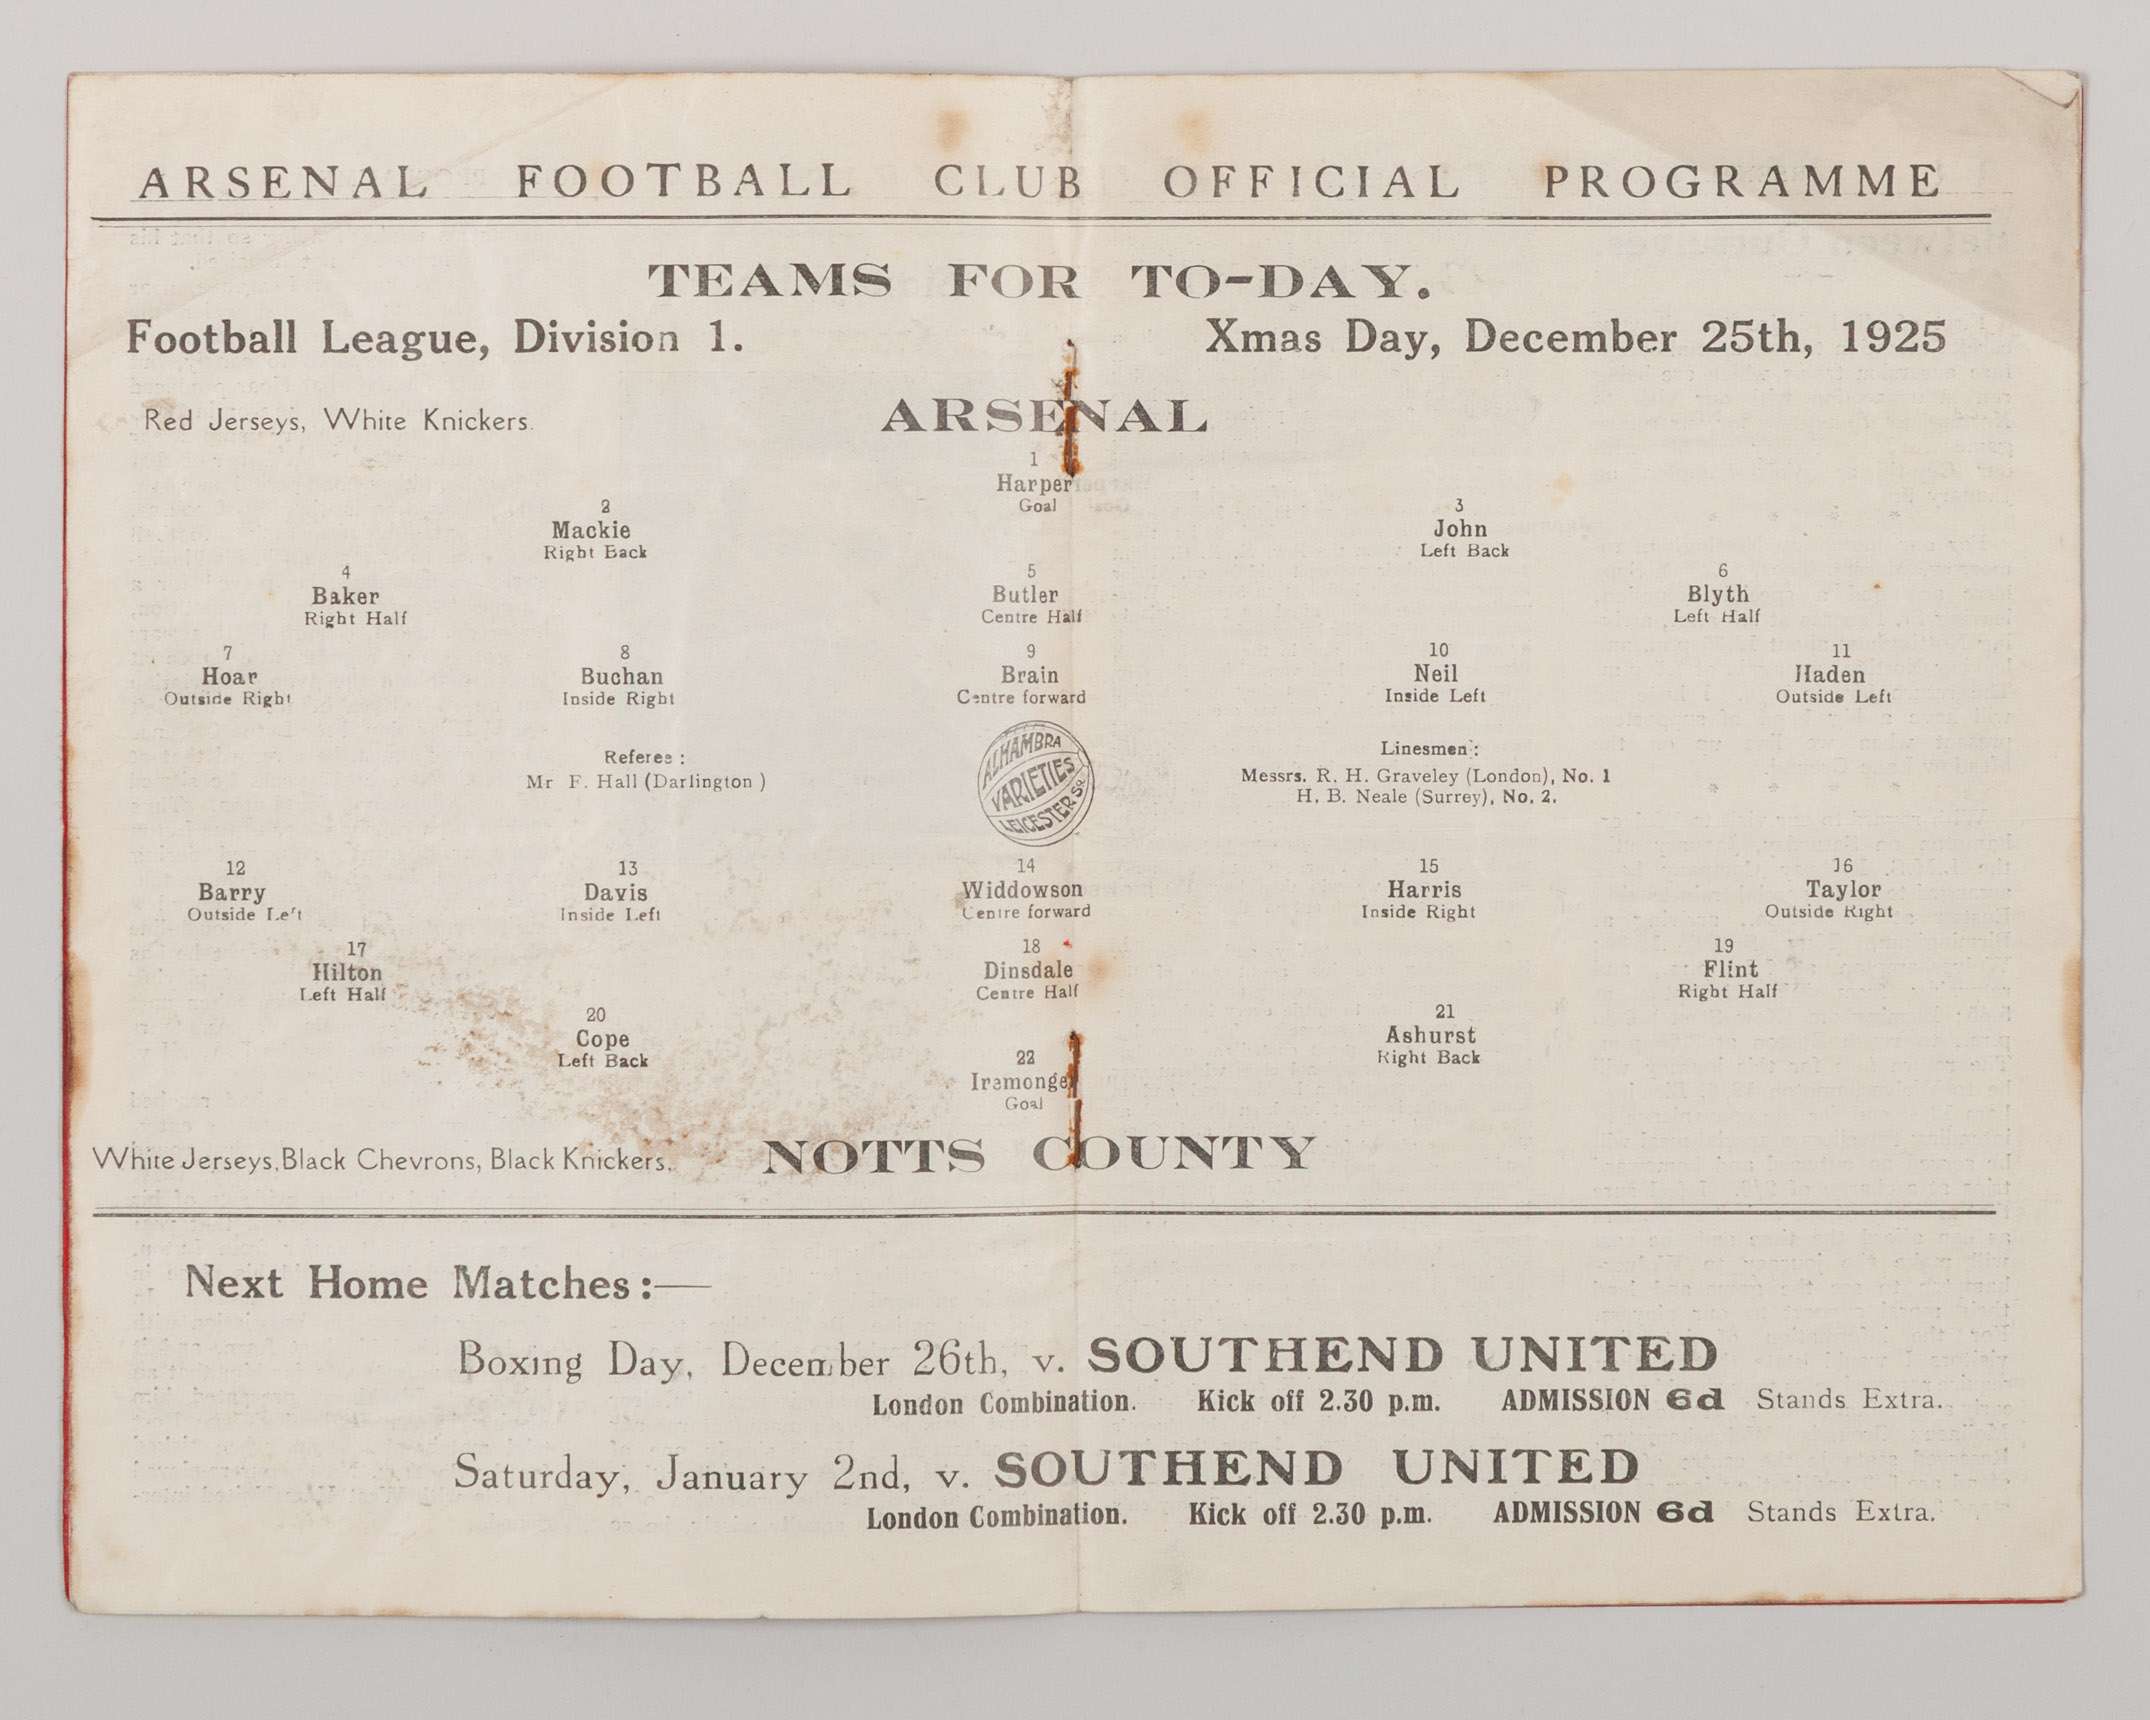 ARSENAL FOOTBALL CLUB OFFICIAL PROGRAMME
TEAMS FOR TO-DAY.
Football League, Division 1. Xmas Day, December 25th, 1925
Red Jerseys, White Knickers. ARSENAL
1
Harper
Goal
2 3
Mackie John
Right Back Left Back
4 5 6
Baker Butler Blyth
Right Half Centre Half Left Half
7 8 9 10 11
Hoar Buchan Brain Neil Haden
Outside Right Inside Right Centre forward Inside Left Outside Left
Referee: Linesmen:
Mr F. Hall (Darlington) Messrs. R. H. Graveley (London), No. 1
H. B. Neale (Surrey), No. 2.
ALHAMBRA
VARIETIES
LEICESTER SQ.
12 13 14 15 16
Barry Davis Widdowson Harris Taylor
Outside Left Inside Left Centre forward Inside Right Outside Right
17 18 19
Hilton Dinsdale Flint
Left Half Centre Half Right Half
20 21
Cope Ashurst
Left Back Right Back
22
Iremonger
Goal
White Jerseys, Black Chevrons, Black Knickers. NOTTS COUNTY
Next Home Matches:—
Boxing Day, December 26th, v. SOUTHEND UNITED
London Combination. Kick off 2.30 p.m. ADMISSION 6d Stands Extra.
Saturday, January 2nd, v. SOUTHEND UNITED
London Combination. Kick off 2.30 p.m. ADMISSION 6d Stands Extra.